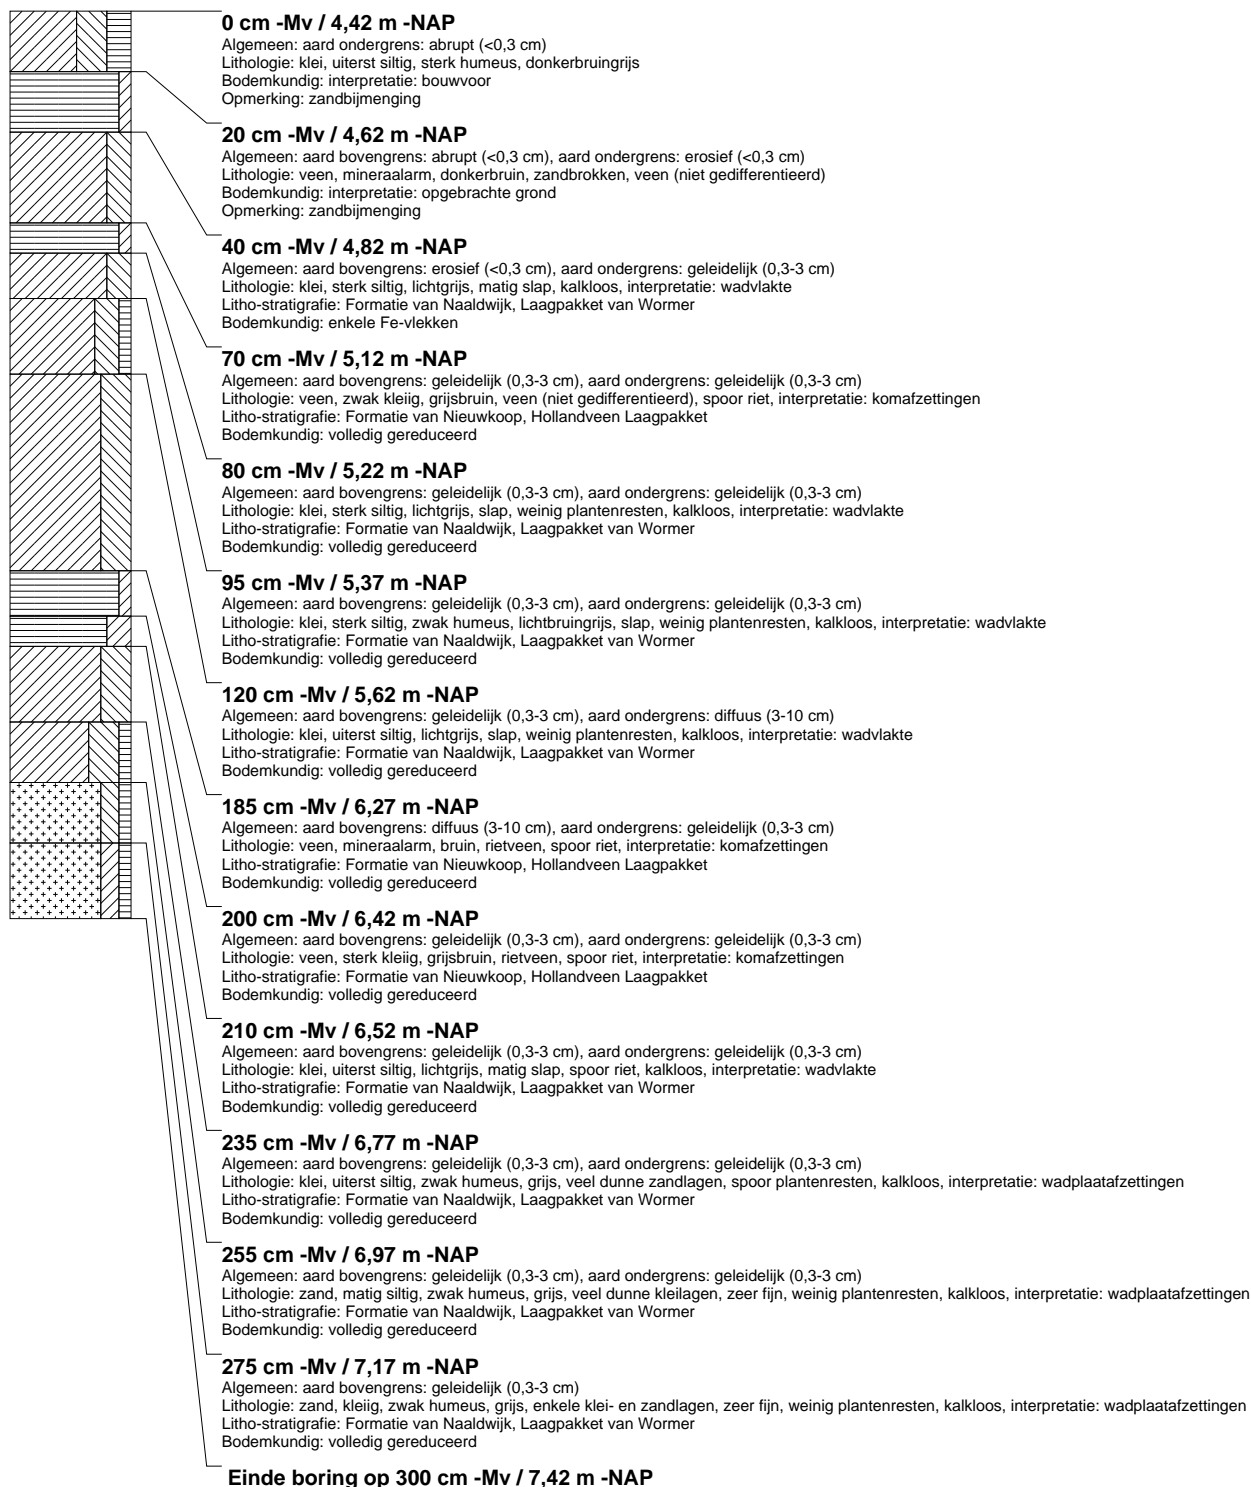 0 cm -Mv / 4,42 m -NAP
Algemeen: aard ondergrens: abrupt (<0,3 cm)
Lithologie: klei, uiterst siltig, sterk humeus, donkerbruingrijs
Bodemkundig: interpretatie: bouwvoor
Opmerking: zandbijmenging
20 cm -Mv / 4,62 m -NAP
Algemeen: aard bovengrens: abrupt (<0,3 cm), aard ondergrens: erosief (<0,3 cm)
Lithologie: veen, mineraalarm, donkerbruin, zandbrokken, veen (niet gedifferentieerd)
Bodemkundig: interpretatie: opgebrachte grond
Opmerking: zandbijmenging
40 cm -Mv / 4,82 m -NAP
Algemeen: aard bovengrens: erosief (<0,3 cm), aard ondergrens: geleidelijk (0,3-3 cm)
Lithologie: klei, sterk siltig, lichtgrijs, matig slap, kalkloos, interpretatie: wadvlakte
Litho-stratigrafie: Formatie van Naaldwijk, Laagpakket van Wormer
Bodemkundig: enkele Fe-vlekken
70 cm -Mv / 5,12 m -NAP
Algemeen: aard bovengrens: geleidelijk (0,3-3 cm), aard ondergrens: geleidelijk (0,3-3 cm)
Lithologie: veen, zwak kleiig, grijsbruin, veen (niet gedifferentieerd), spoor riet, interpretatie: komafzettingen
Litho-stratigrafie: Formatie van Nieuwkoop, Hollandveen Laagpakket
Bodemkundig: volledig gereduceerd
80 cm -Mv / 5,22 m -NAP
Algemeen: aard bovengrens: geleidelijk (0,3-3 cm), aard ondergrens: geleidelijk (0,3-3 cm)
Lithologie: klei, sterk siltig, lichtgrijs, slap, weinig plantenresten, kalkloos, interpretatie: wadvlakte
Litho-stratigrafie: Formatie van Naaldwijk, Laagpakket van Wormer
Bodemkundig: volledig gereduceerd
95 cm -Mv / 5,37 m -NAP
Algemeen: aard bovengrens: geleidelijk (0,3-3 cm), aard ondergrens: geleidelijk (0,3-3 cm)
Lithologie: klei, sterk siltig, zwak humeus, lichtbruingrijs, slap, weinig plantenresten, kalkloos, interpretatie: wadvlakte
Litho-stratigrafie: Formatie van Naaldwijk, Laagpakket van Wormer
Bodemkundig: volledig gereduceerd
120 cm -Mv / 5,62 m -NAP
Algemeen: aard bovengrens: geleidelijk (0,3-3 cm), aard ondergrens: diffuus (3-10 cm)
Lithologie: klei, uiterst siltig, lichtgrijs, slap, weinig plantenresten, kalkloos, interpretatie: wadvlakte
Litho-stratigrafie: Formatie van Naaldwijk, Laagpakket van Wormer
Bodemkundig: volledig gereduceerd
185 cm -Mv / 6,27 m -NAP
Algemeen: aard bovengrens: diffuus (3-10 cm), aard ondergrens: geleidelijk (0,3-3 cm)
Lithologie: veen, mineraalarm, bruin, rietveen, spoor riet, interpretatie: komafzettingen
Litho-stratigrafie: Formatie van Nieuwkoop, Hollandveen Laagpakket
Bodemkundig: volledig gereduceerd
200 cm -Mv / 6,42 m -NAP
Algemeen: aard bovengrens: geleidelijk (0,3-3 cm), aard ondergrens: geleidelijk (0,3-3 cm)
Lithologie: veen, sterk kleiig, grijsbruin, rietveen, spoor riet, interpretatie: komafzettingen
Litho-stratigrafie: Formatie van Nieuwkoop, Hollandveen Laagpakket
Bodemkundig: volledig gereduceerd
210 cm -Mv / 6,52 m -NAP
Algemeen: aard bovengrens: geleidelijk (0,3-3 cm), aard ondergrens: geleidelijk (0,3-3 cm)
Lithologie: klei, uiterst siltig, lichtgrijs, matig slap, spoor riet, kalkloos, interpretatie: wadvlakte
Litho-stratigrafie: Formatie van Naaldwijk, Laagpakket van Wormer
Bodemkundig: volledig gereduceerd
235 cm -Mv / 6,77 m -NAP
Algemeen: aard bovengrens: geleidelijk (0,3-3 cm), aard ondergrens: geleidelijk (0,3-3 cm)
Lithologie: klei, uiterst siltig, zwak humeus, grijs, veel dunne zandlagen, spoor plantenresten, kalkloos, interpretatie: wadplaatafzettingen
Litho-stratigrafie: Formatie van Naaldwijk, Laagpakket van Wormer
Bodemkundig: volledig gereduceerd
255 cm -Mv / 6,97 m -NAP
Algemeen: aard bovengrens: geleidelijk (0,3-3 cm), aard ondergrens: geleidelijk (0,3-3 cm)
Lithologie: zand, matig siltig, zwak humeus, grijs, veel dunne kleilagen, zeer fijn, weinig plantenresten, kalkloos, interpretatie: wadplaatafzettingen
Litho-stratigrafie: Formatie van Naaldwijk, Laagpakket van Wormer
Bodemkundig: volledig gereduceerd
275 cm -Mv / 7,17 m -NAP
Algemeen: aard bovengrens: geleidelijk (0,3-3 cm)
Lithologie: zand, kleiig, zwak humeus, grijs, enkele klei- en zandlagen, zeer fijn, weinig plantenresten, kalkloos, interpretatie: wadplaatafzettingen
Litho-stratigrafie: Formatie van Naaldwijk, Laagpakket van Wormer
Bodemkundig: volledig gereduceerd
Einde boring op 300 cm -Mv / 7,42 m -NAP